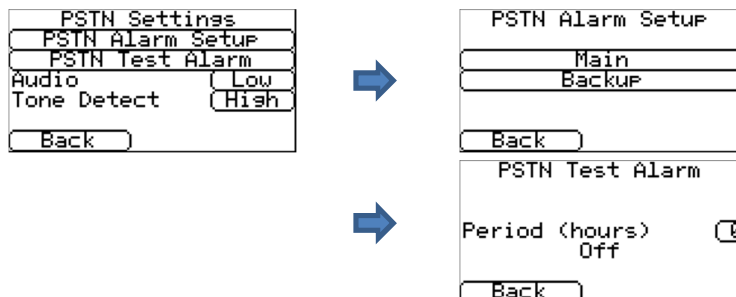 PSTN Settings
PSTN Alarm Setup
PSTN Test Alarm
Audio Low
Tone Detect High
Back
PSTN Alarm Setup
Main
Backup
Back
PSTN Test Alarm
Period (hours)
Off
Back